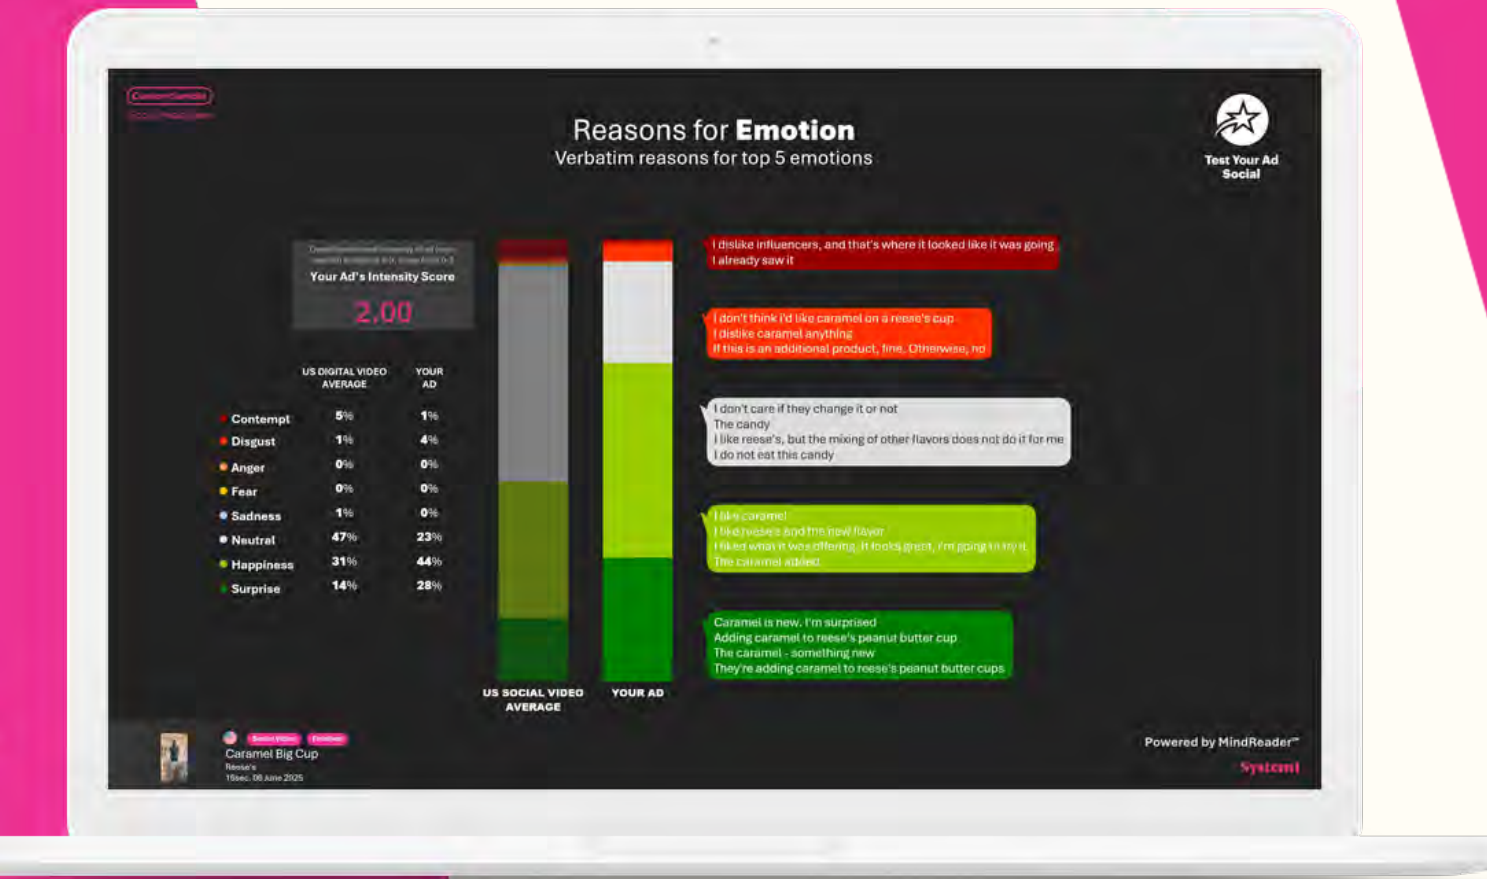 Reasons for Emotion
Verbatim reasons for top 5 emotions
Test Your Ad
Social
Your Ad's Intensity Score
2.00
US DIGITAL VIDEO AVERAGE
YOUR AD
Contempt 5% 1%
Disgust 1% 4%
Anger 0% 0%
Fear 0% 0%
Sadness 1% 0%
Neutral 47% 23%
Happiness 31% 44%
Surprise 14% 28%
US SOCIAL VIDEO
AVERAGE
YOUR AD
I dislike influencers, and that's where it looked like it was going
I already saw it
I don't think i'd like caramel on a reese's cup
I dislike caramel anything
If this is an additional product, fine. Otherwise, no
I don't care if they change it or not
The candy
I like reese's, but the mixing of other flavors does not do it for me
I do not eat this candy
I like caramel
I like reese's and the new flavor
I liked what it was offering. It looks great, I'm going to try it.
The caramel added.
Caramel is new. I'm surprised
Adding caramel to reese's peanut butter cup
The caramel - something new
They're adding caramel to reese's peanut butter cups
Caramel Big Cup
Reese's
15sec. 06 June 2025
Powered by MindReader™
System1